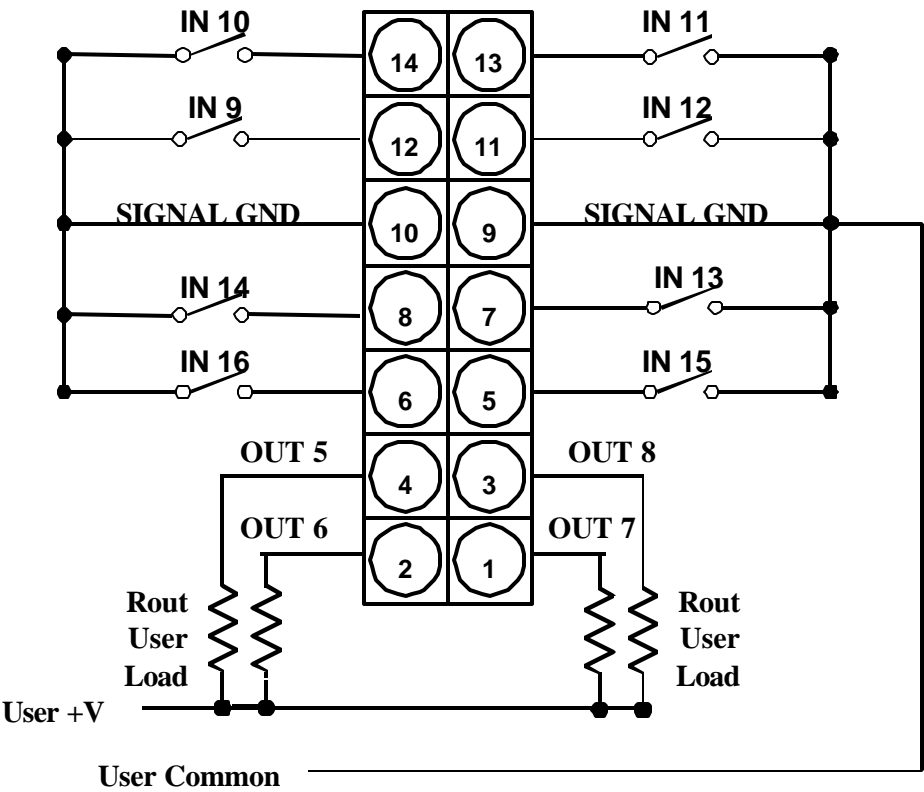 IN 10
IN 11
14
13
IN 9
IN 12
12
11
SIGNAL GND
SIGNAL GND
10
9
IN 14
IN 13
8
7
IN 16
IN 15
6
5
OUT 5
OUT 8
4
3
OUT 6
OUT 7
2
1
Rout
User
Load
Rout
User
Load
User +V
User Common